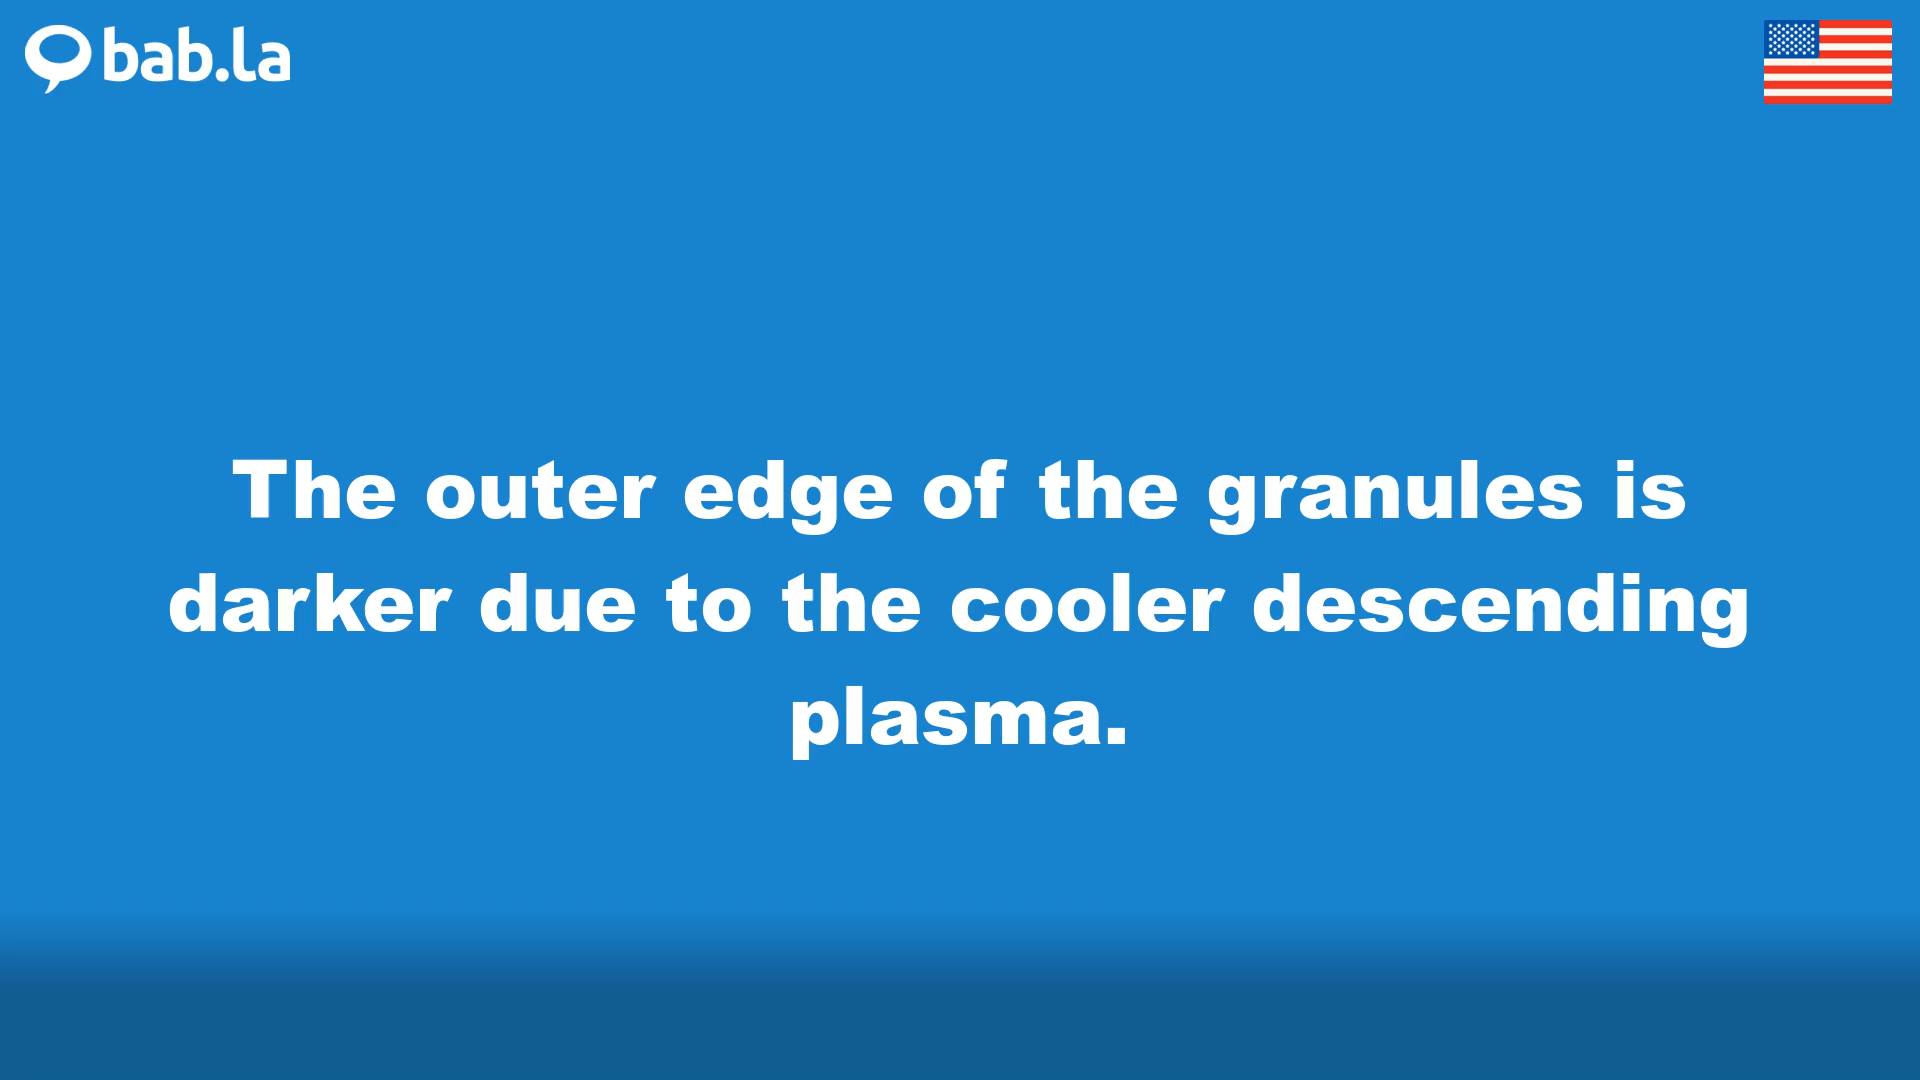 bab.la
The outer edge of the granules is
darker due to the cooler descending
plasma.